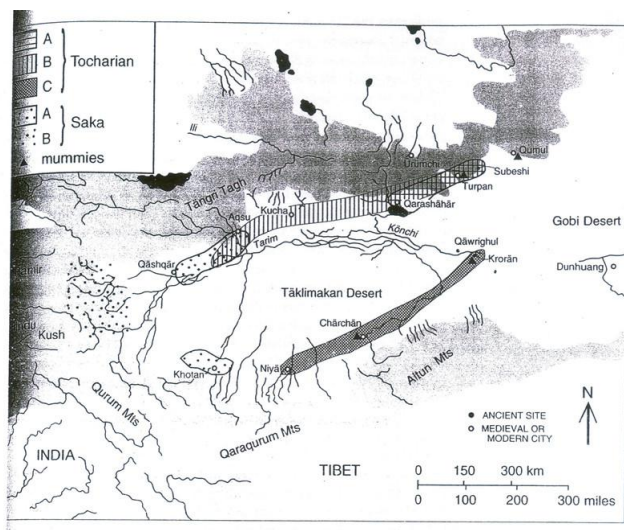 A
B
C
Tocharian
A
B
Saka
mummies
Ili
Ürümchi
Qumul
Subeshi
Turpan
Tängri Tagh
Kucha
Qarashähär
Aqsu
Gobi Desert
Tarim
Könchi
Qäwrighul
Krorän
Qäshqär
Dunhuang
Täklimakan Desert
Kush
Chärchän
Khotan
Niyä
Altun Mts
Qurum Mts
Qaraqurum Mts
N
ANCIENT SITE
MEDIEVAL OR
MODERN CITY
INDIA
TIBET
0 150 300 km
0 100 200 300 miles